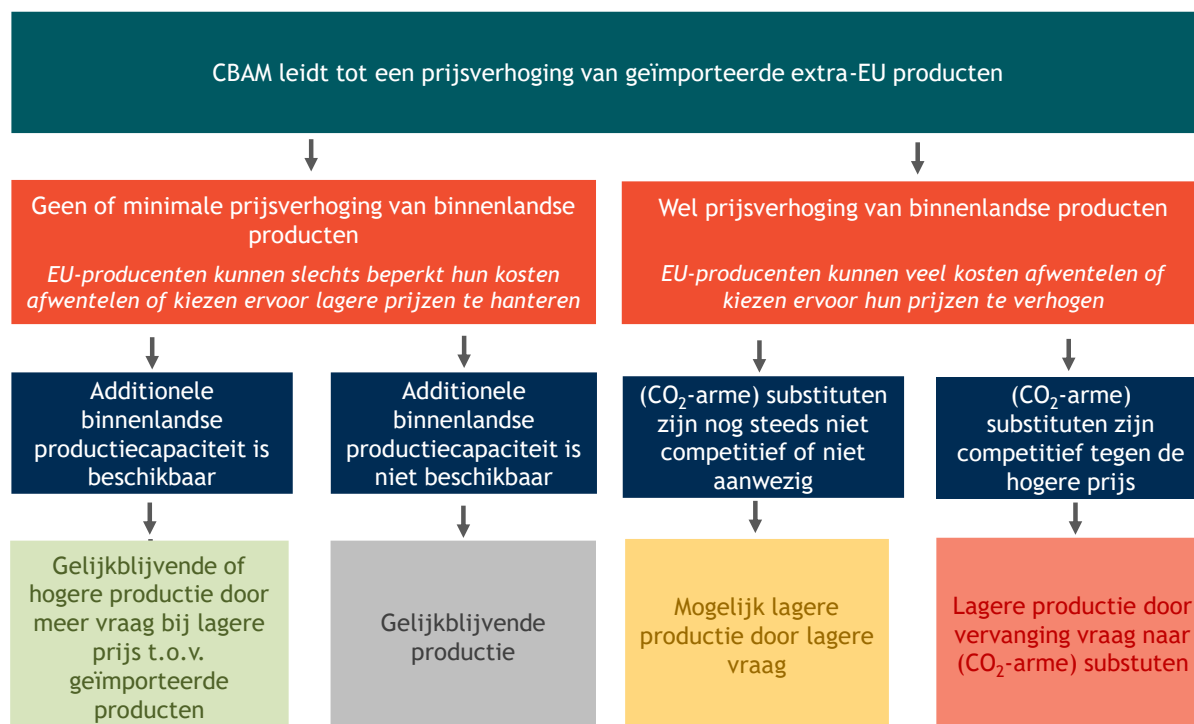 CBAM leidt tot een prijsverhoging van geïmporteerde extra-EU producten
Geen of minimale prijsverhoging van binnenlandse
producten
EU-producenten kunnen slechts beperkt hun kosten
afwentelen of kiezen ervoor lagere prijzen te hanteren
Wel prijsverhoging van binnenlandse producten
EU-producenten kunnen veel kosten afwentelen of
kiezen ervoor hun prijzen te verhogen
Additionele
binnenlandse
productiecapaciteit is
beschikbaar
Additionele
binnenlandse
productiecapaciteit is
niet beschikbaar
(CO₂-arme) substituten
zijn nog steeds niet
competitief of niet
aanwezig
(CO₂-arme)
substituten zijn
competitief tegen de
hogere prijs
Gelijkblijvende of
hogere productie door
meer vraag bij lagere
prijs t.o.v.
geïmporteerde
producten
Gelijkblijvende
productie
Mogelijk lagere
productie door lagere
vraag
Lagere productie door
vervanging vraag naar
(CO₂-arme) substuten